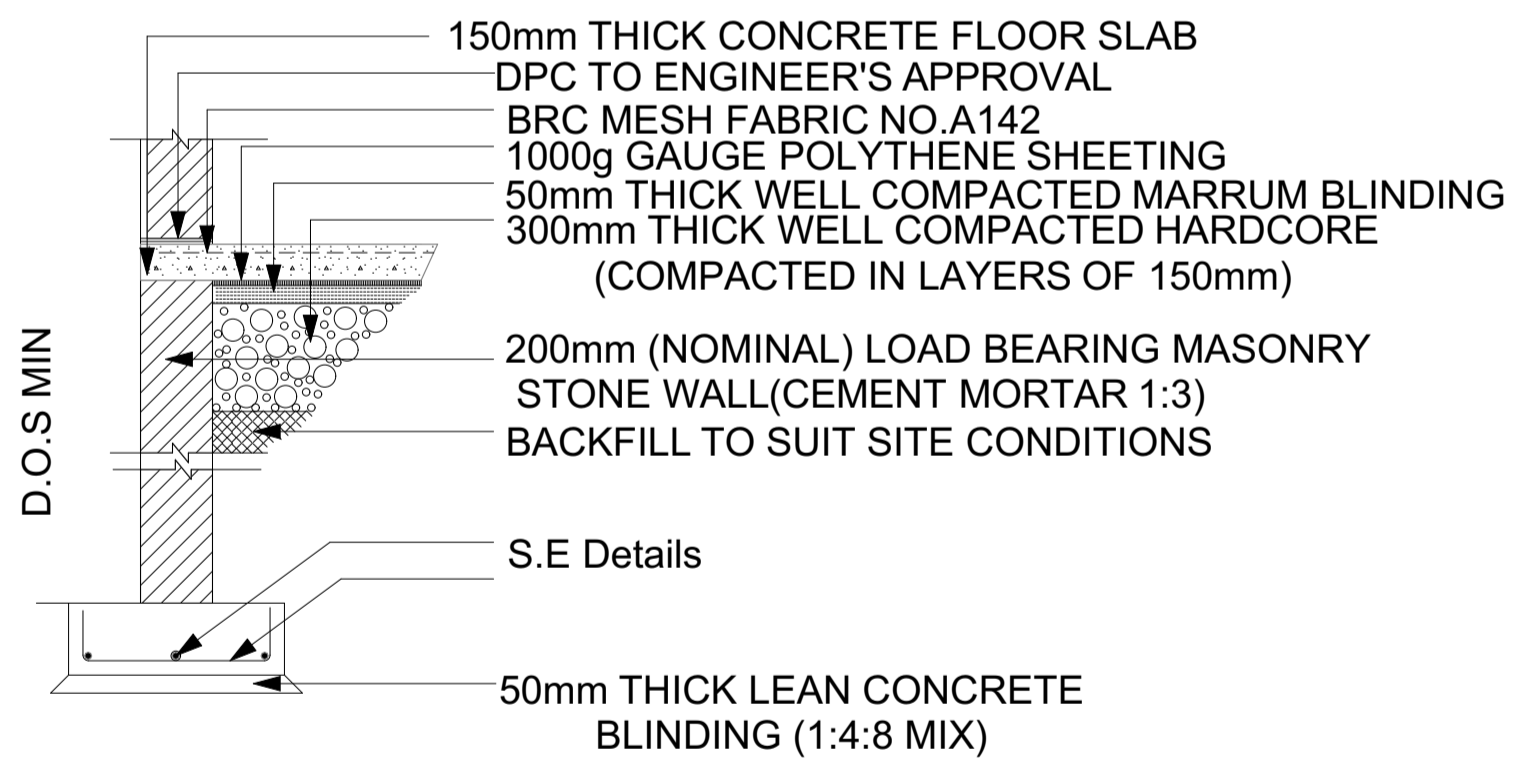 150mm THICK CONCRETE FLOOR SLAB
DPC TO ENGINEER'S APPROVAL
BRC MESH FABRIC NO.A142
1000g GAUGE POLYTHENE SHEETING
50mm THICK WELL COMPACTED MARRUM BLINDING
300mm THICK WELL COMPACTED HARDCORE
(COMPACTED IN LAYERS OF 150mm)
D.O.S MIN
200mm (NOMINAL) LOAD BEARING MASONRY
STONE WALL(CEMENT MORTAR 1:3)
BACKFILL TO SUIT SITE CONDITIONS
S.E Details
50mm THICK LEAN CONCRETE
BLINDING (1:4:8 MIX)